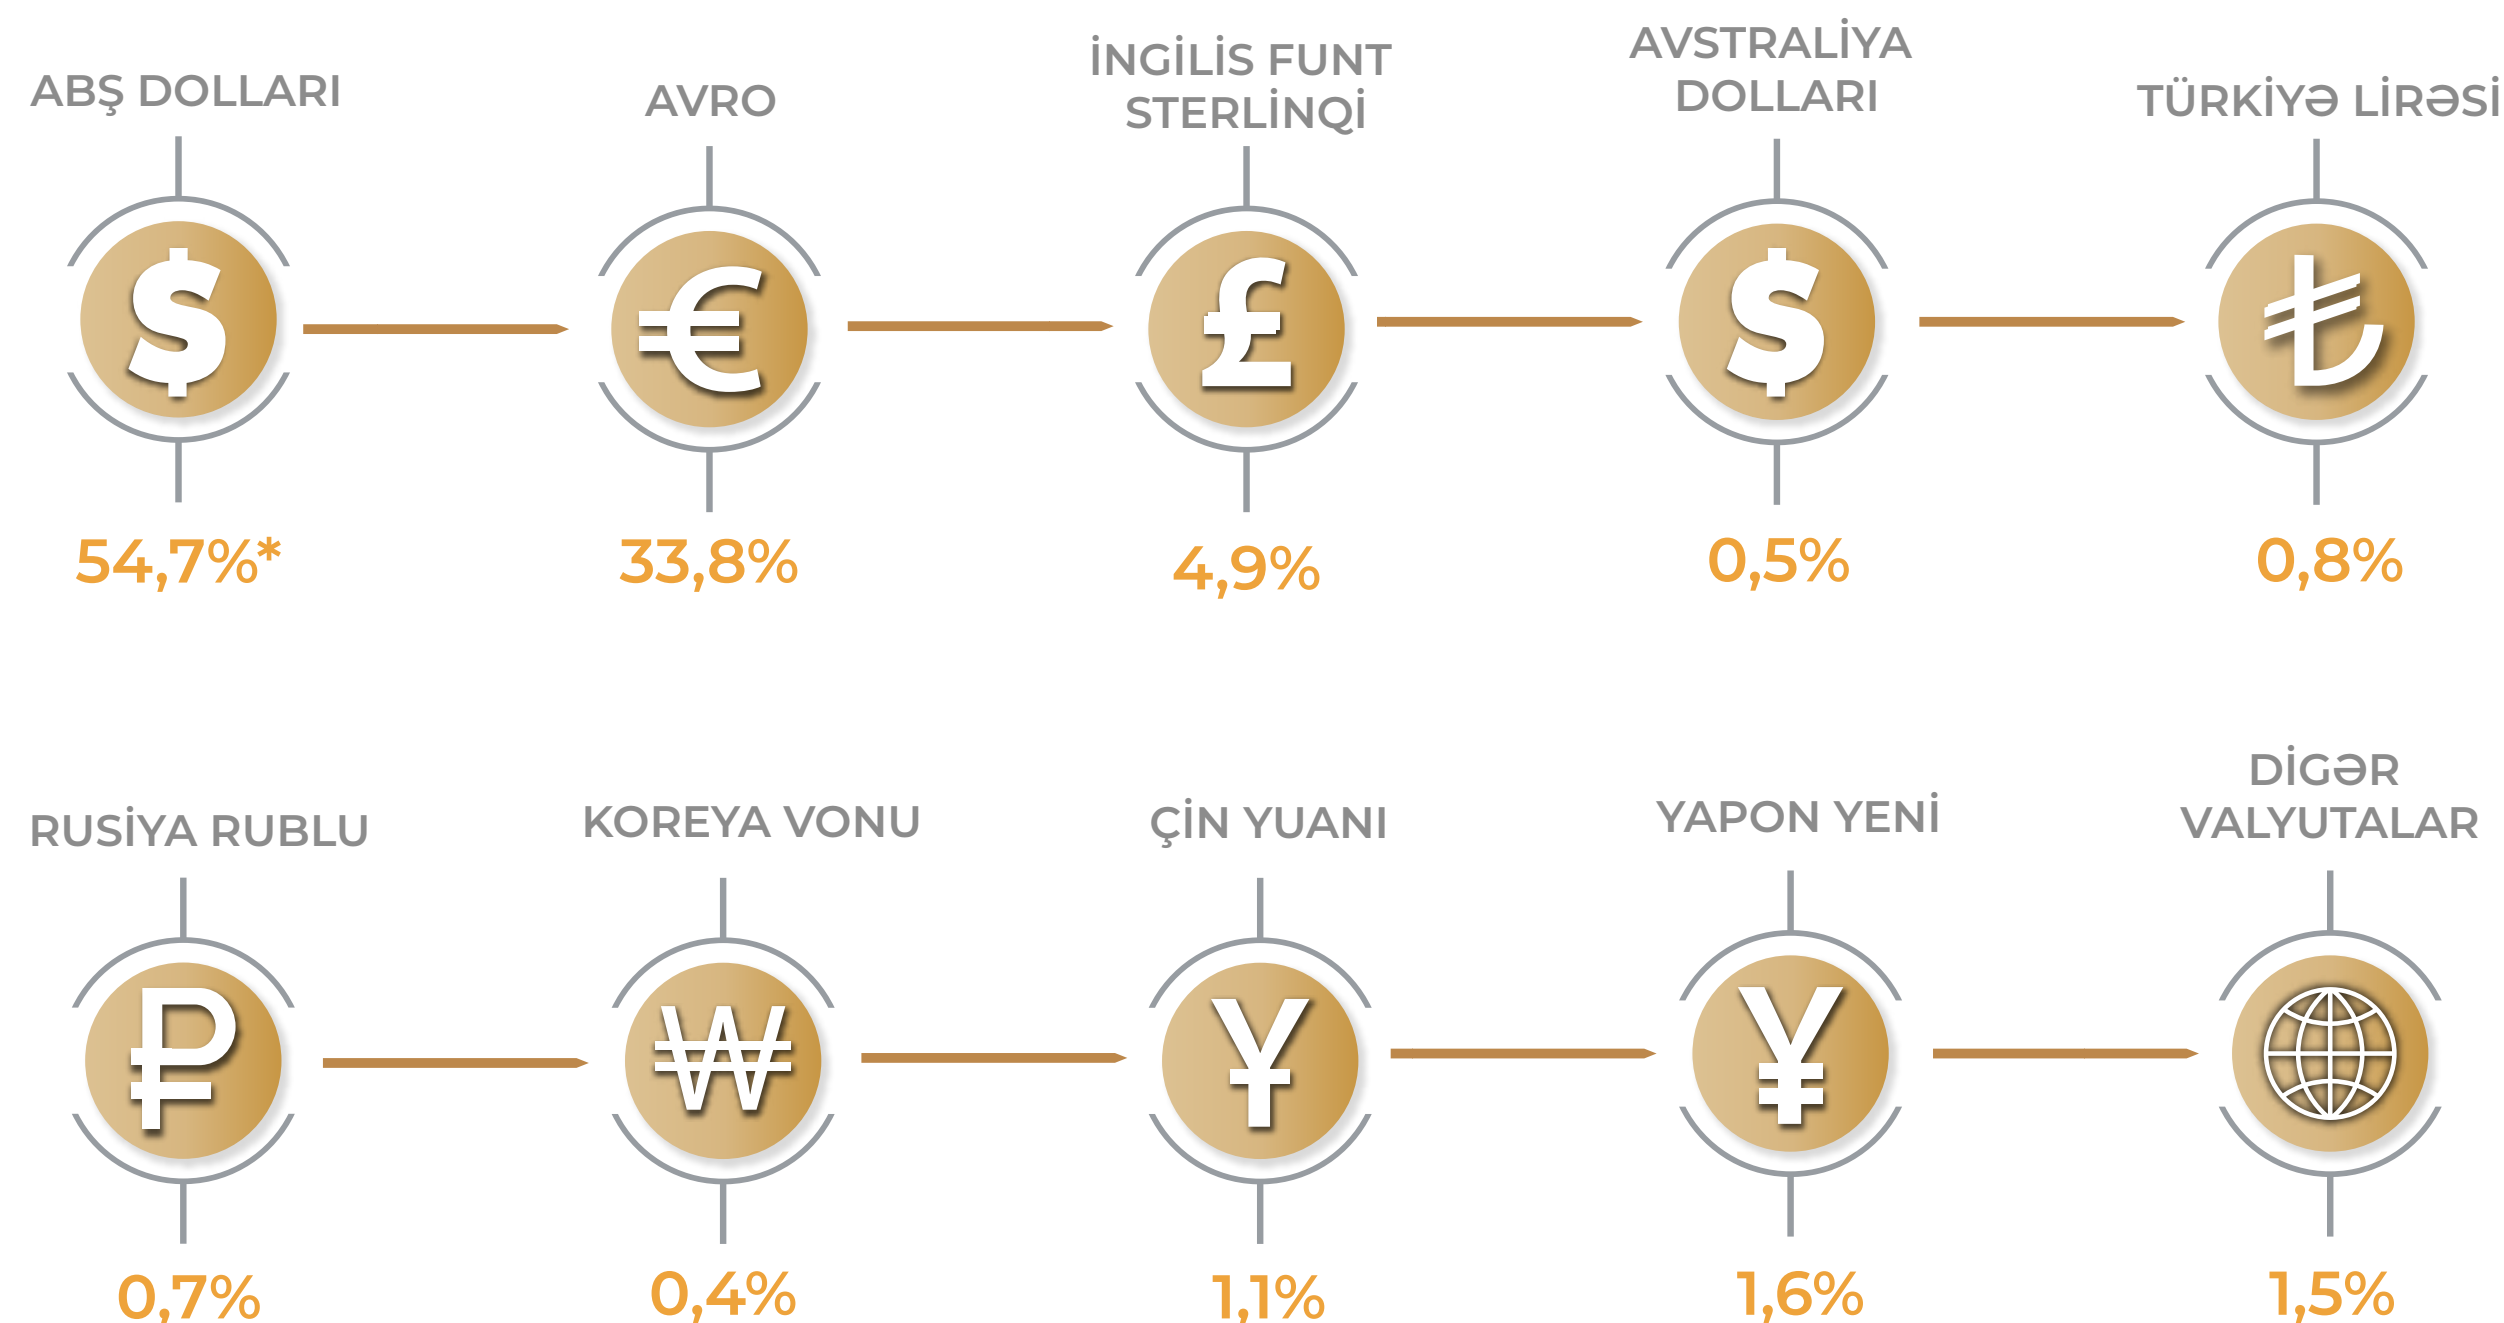 ABŞ DOLLARI
$
54,7%*
AVRO
€
33,8%
İNGİLİS FUNT
STERLİNQİ
£
4,9%
AVSTRALİYA
DOLLARI
$
0,5%
TÜRKİYƏ LİRƏSİ
₺
0,8%
RUSİYA RUBLU
₽
0,7%
KOREYA VONU
₩
0,4%
ÇİN YUANI
Ұ
1,1%
YAPON YENİ
¥
1,6%
DİGƏR
VALYUTALAR
1,5%